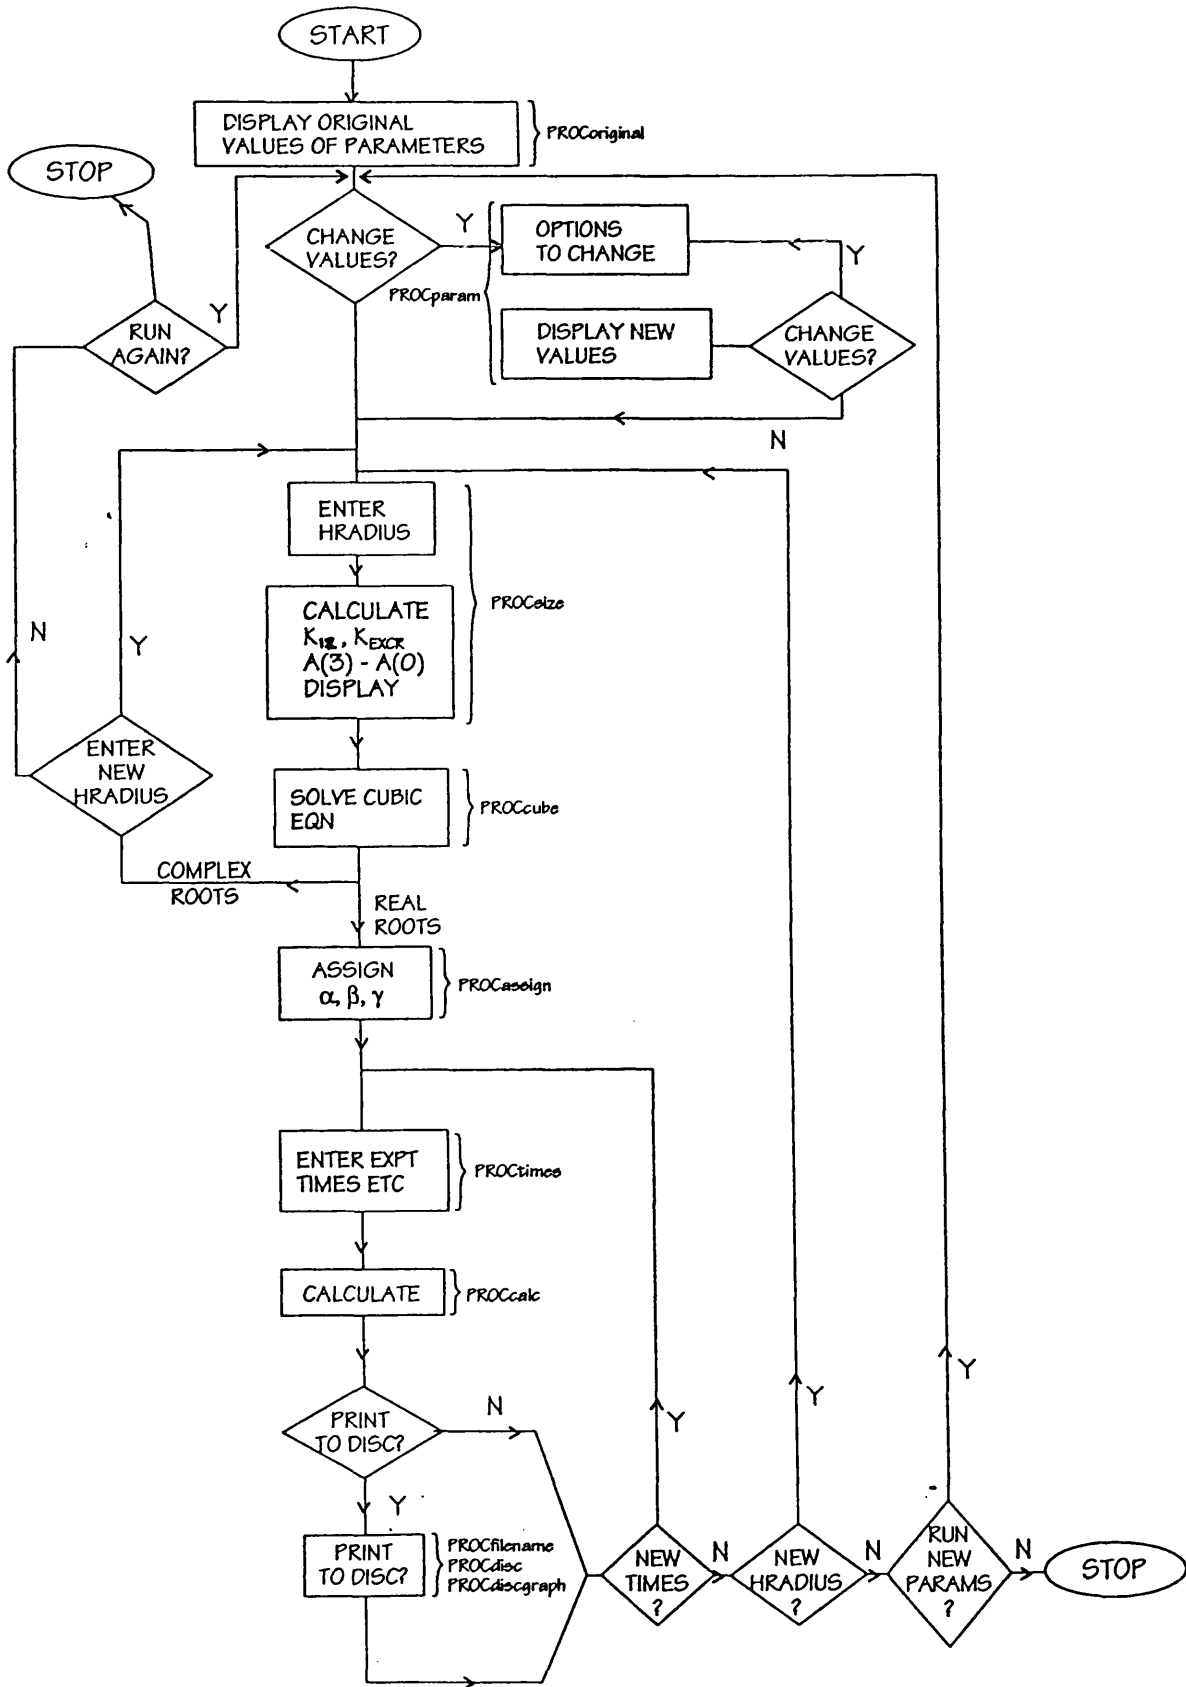 START
DISPLAY ORIGINAL
VALUES OF PARAMETERS
PROCoriginal
STOP
CHANGE
VALUES?
Y
OPTIONS
TO CHANGE
Y
PROCparam
DISPLAY NEW
VALUES
CHANGE
VALUES?
RUN
AGAIN?
Y
N
ENTER
HRADIUS
CALCULATE
K12, KEXCR
A(3) - A(0)
DISPLAY
PROCsize
N
Y
ENTER
NEW
HRADIUS
SOLVE CUBIC
EQN
PROCcube
COMPLEX
ROOTS
REAL
ROOTS
ASSIGN
α, β, γ
PROCassign
ENTER EXPT
TIMES ETC
PROCtimes
CALCULATE
PROCcalc
PRINT
TO DISC?
N
Y
PRINT
TO DISC?
PROCfilename
PROCdisc
PROCdiscgraph
Y
NEW
TIMES
?
N
Y
NEW
HRADIUS
?
N
Y
RUN
NEW
PARAMS
?
N
STOP